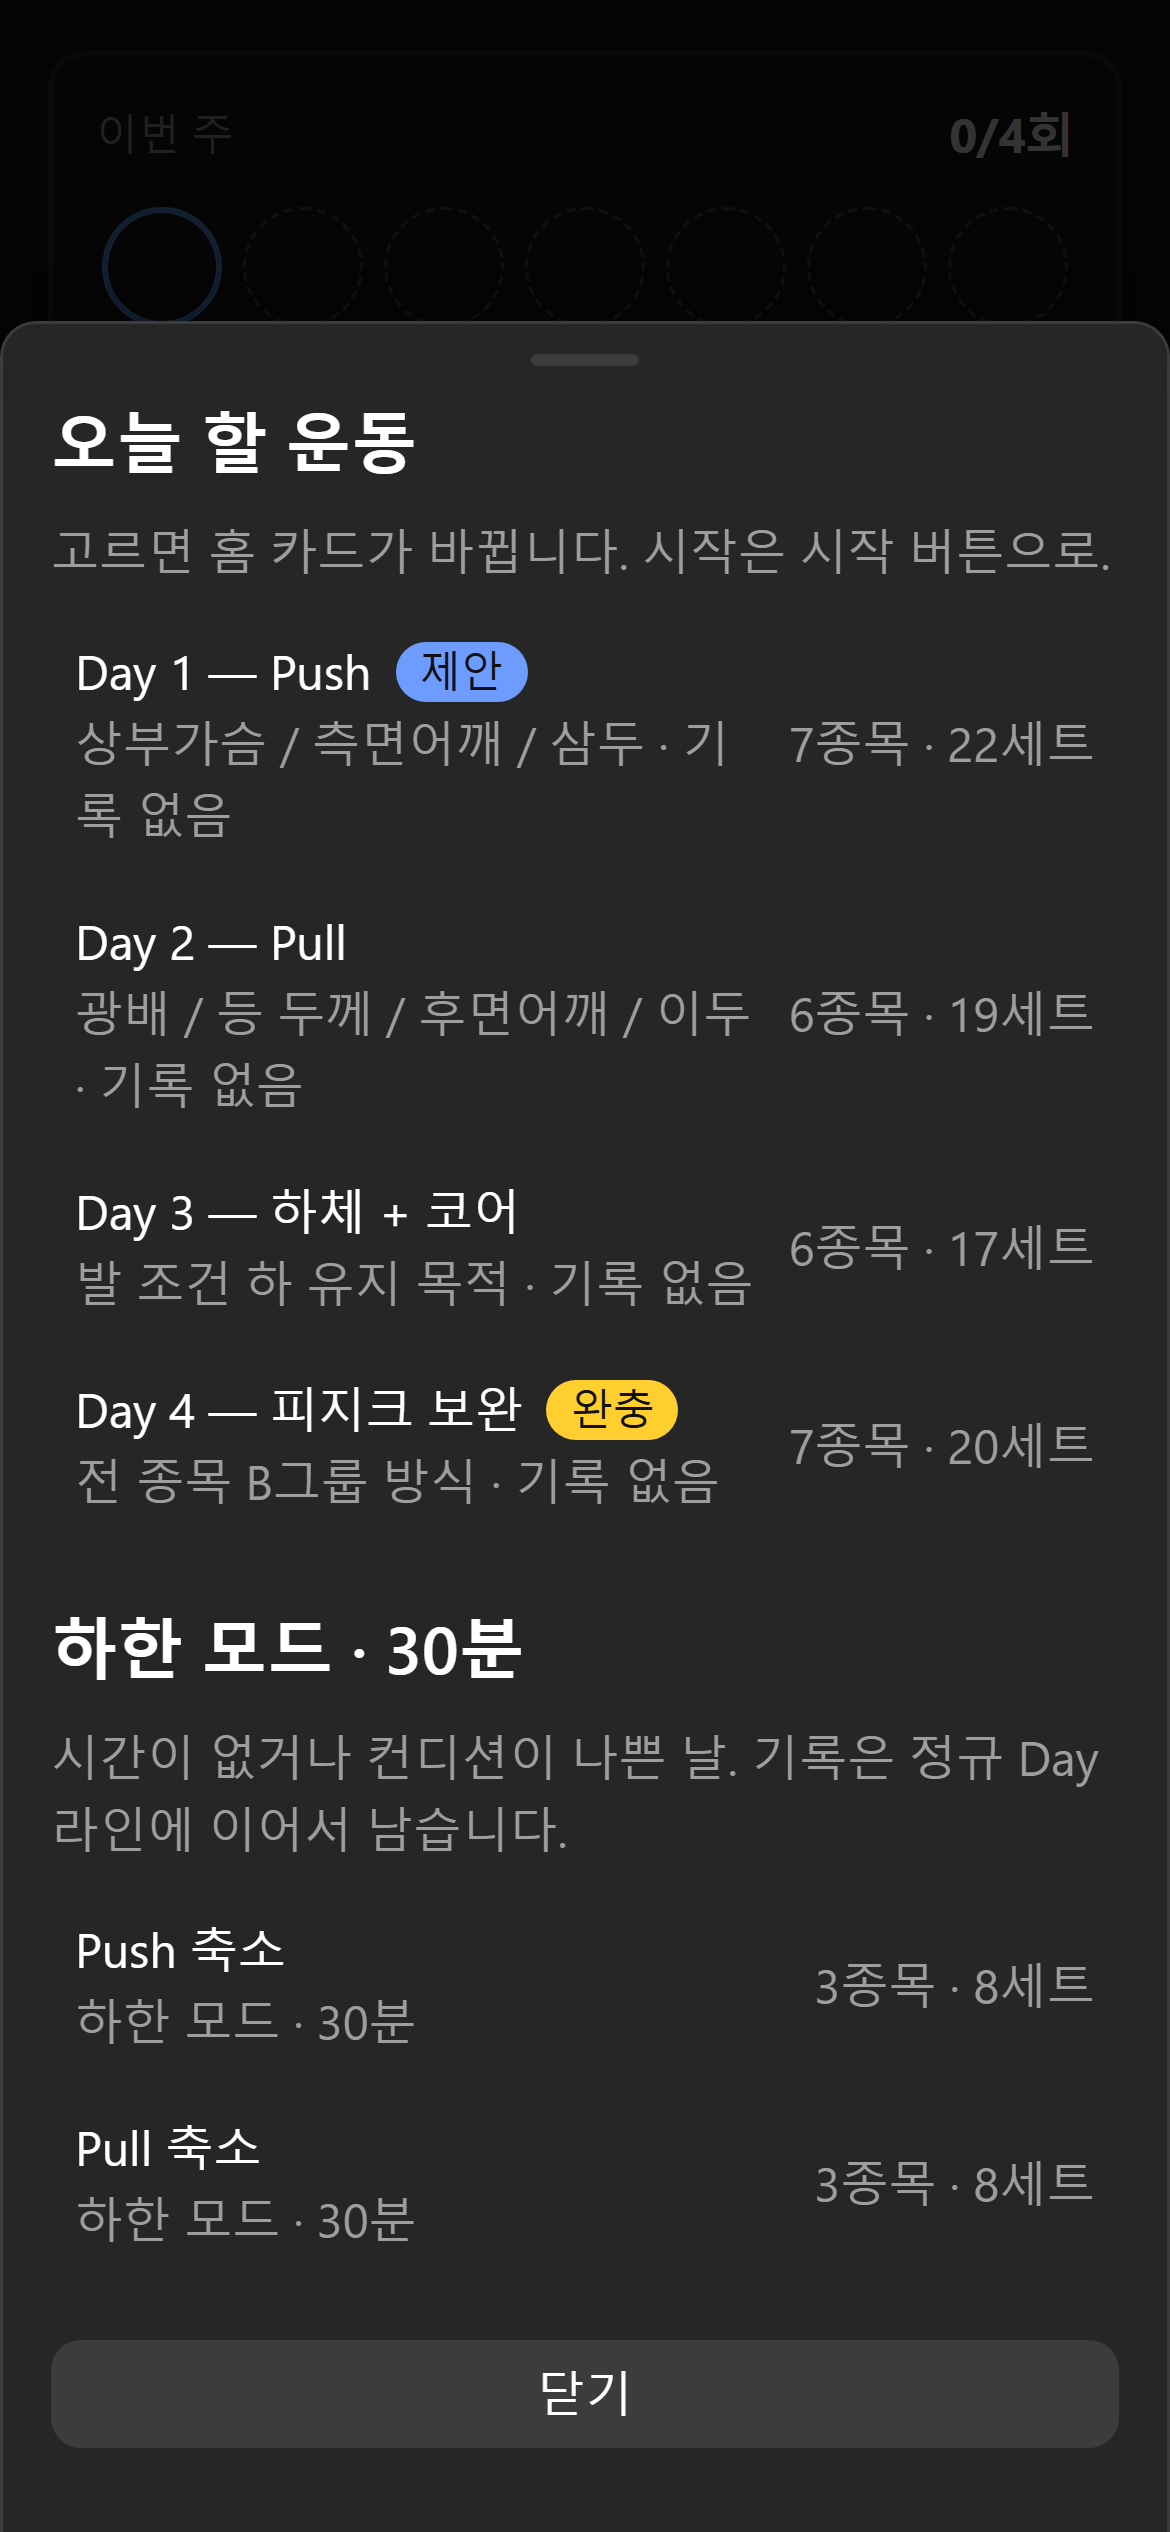 이번 주
0/4회
오늘 할 운동
고르면 홈 카드가 바뀝니다. 시작은 시작 버튼으로.
Day 1 — Push 제안
상부가슴 / 측면어깨 / 삼두 · 기
록 없음
7종목 · 22세트
Day 2 — Pull
광배 / 등 두께 / 후면어깨 / 이두
· 기록 없음
6종목 · 19세트
Day 3 — 하체 + 코어
발 조건 하 유지 목적 · 기록 없음
6종목 · 17세트
Day 4 — 피지크 보완 완충
전 종목 B그룹 방식 · 기록 없음
7종목 · 20세트
하한 모드 · 30분
시간이 없거나 컨디션이 나쁜 날. 기록은 정규 Day
라인에 이어서 남습니다.
Push 축소
하한 모드 · 30분
3종목 · 8세트
Pull 축소
하한 모드 · 30분
3종목 · 8세트
닫기